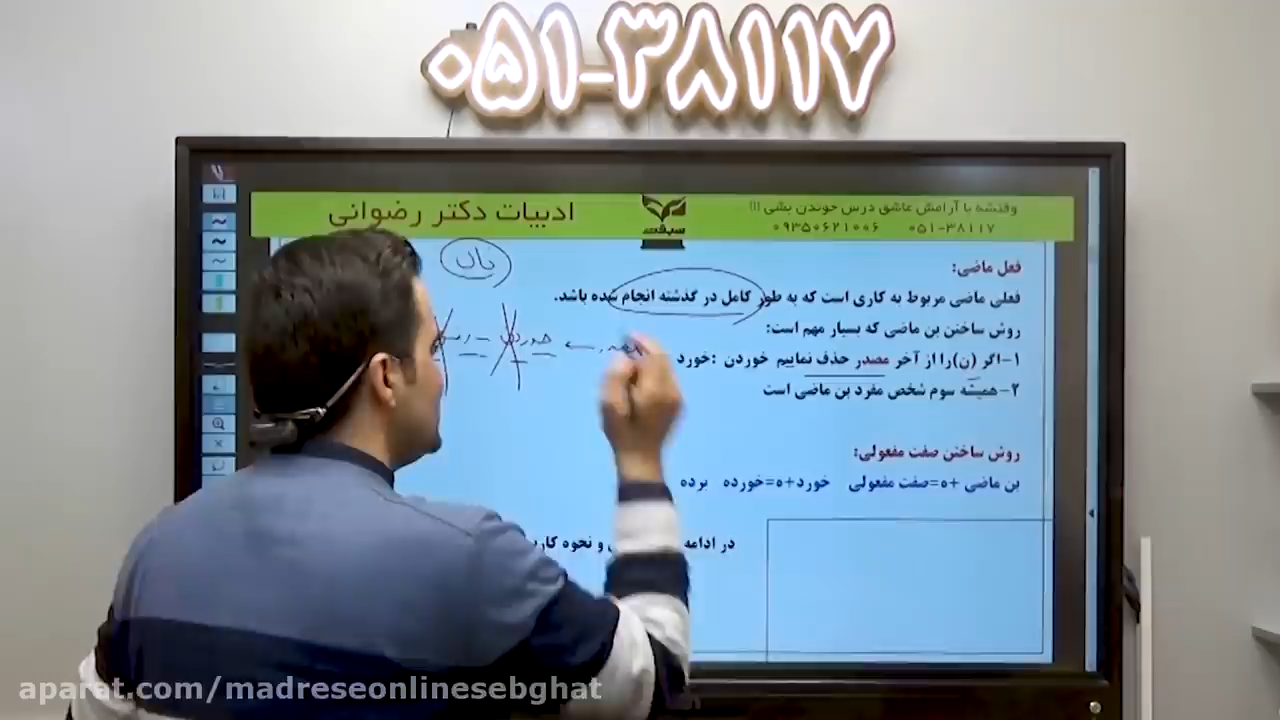 ۰۵۱-۳۸۱۱۷
وقتشه با آرامش عاشق درس خوندن بشی !!!
۰۵۱-۳۸۱۱۷ ۰۹۳۵۰۶۲۱۰۰۶
سبقت
ادبیات دکتر رضوانی
نان
فعل ماضی:
فعلی ماضی مربوط به کاری است که به طور کامل در گذشته انجام شده باشد.
روش ساختن بن ماضی که بسیار مهم است:
۱-اگر (ن)را از آخر مصدر حذف نماییم خوردن :خورد
۲-همیشه سوم شخص مفرد بن ماضی است
روش ساختن صفت مفعولی:
بن ماضی +ه=صفت مفعولی خورد+ه=خورده برده
در ادامه و نحوه
aparat.com/madreseonlinesebghat